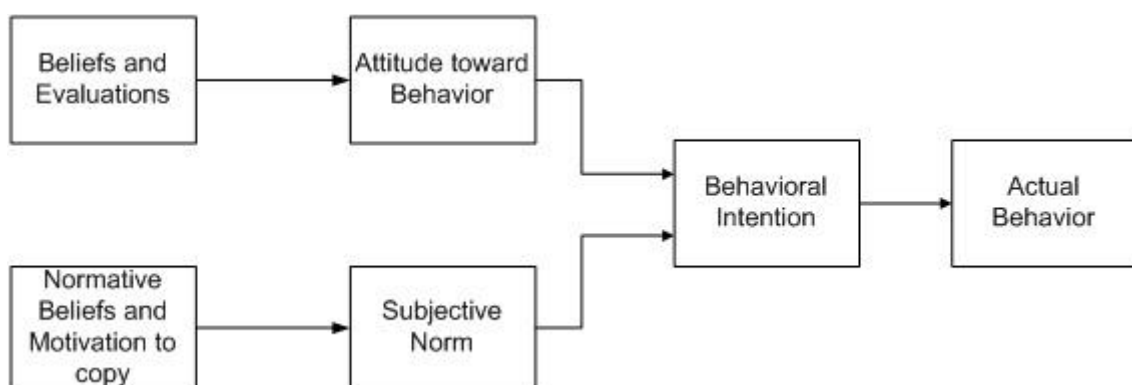 Beliefs and
Evaluations
Attitude toward
Behavior
Behavioral
Intention
Actual
Behavior
Normative
Beliefs and
Motivation to
copy
Subjective
Norm